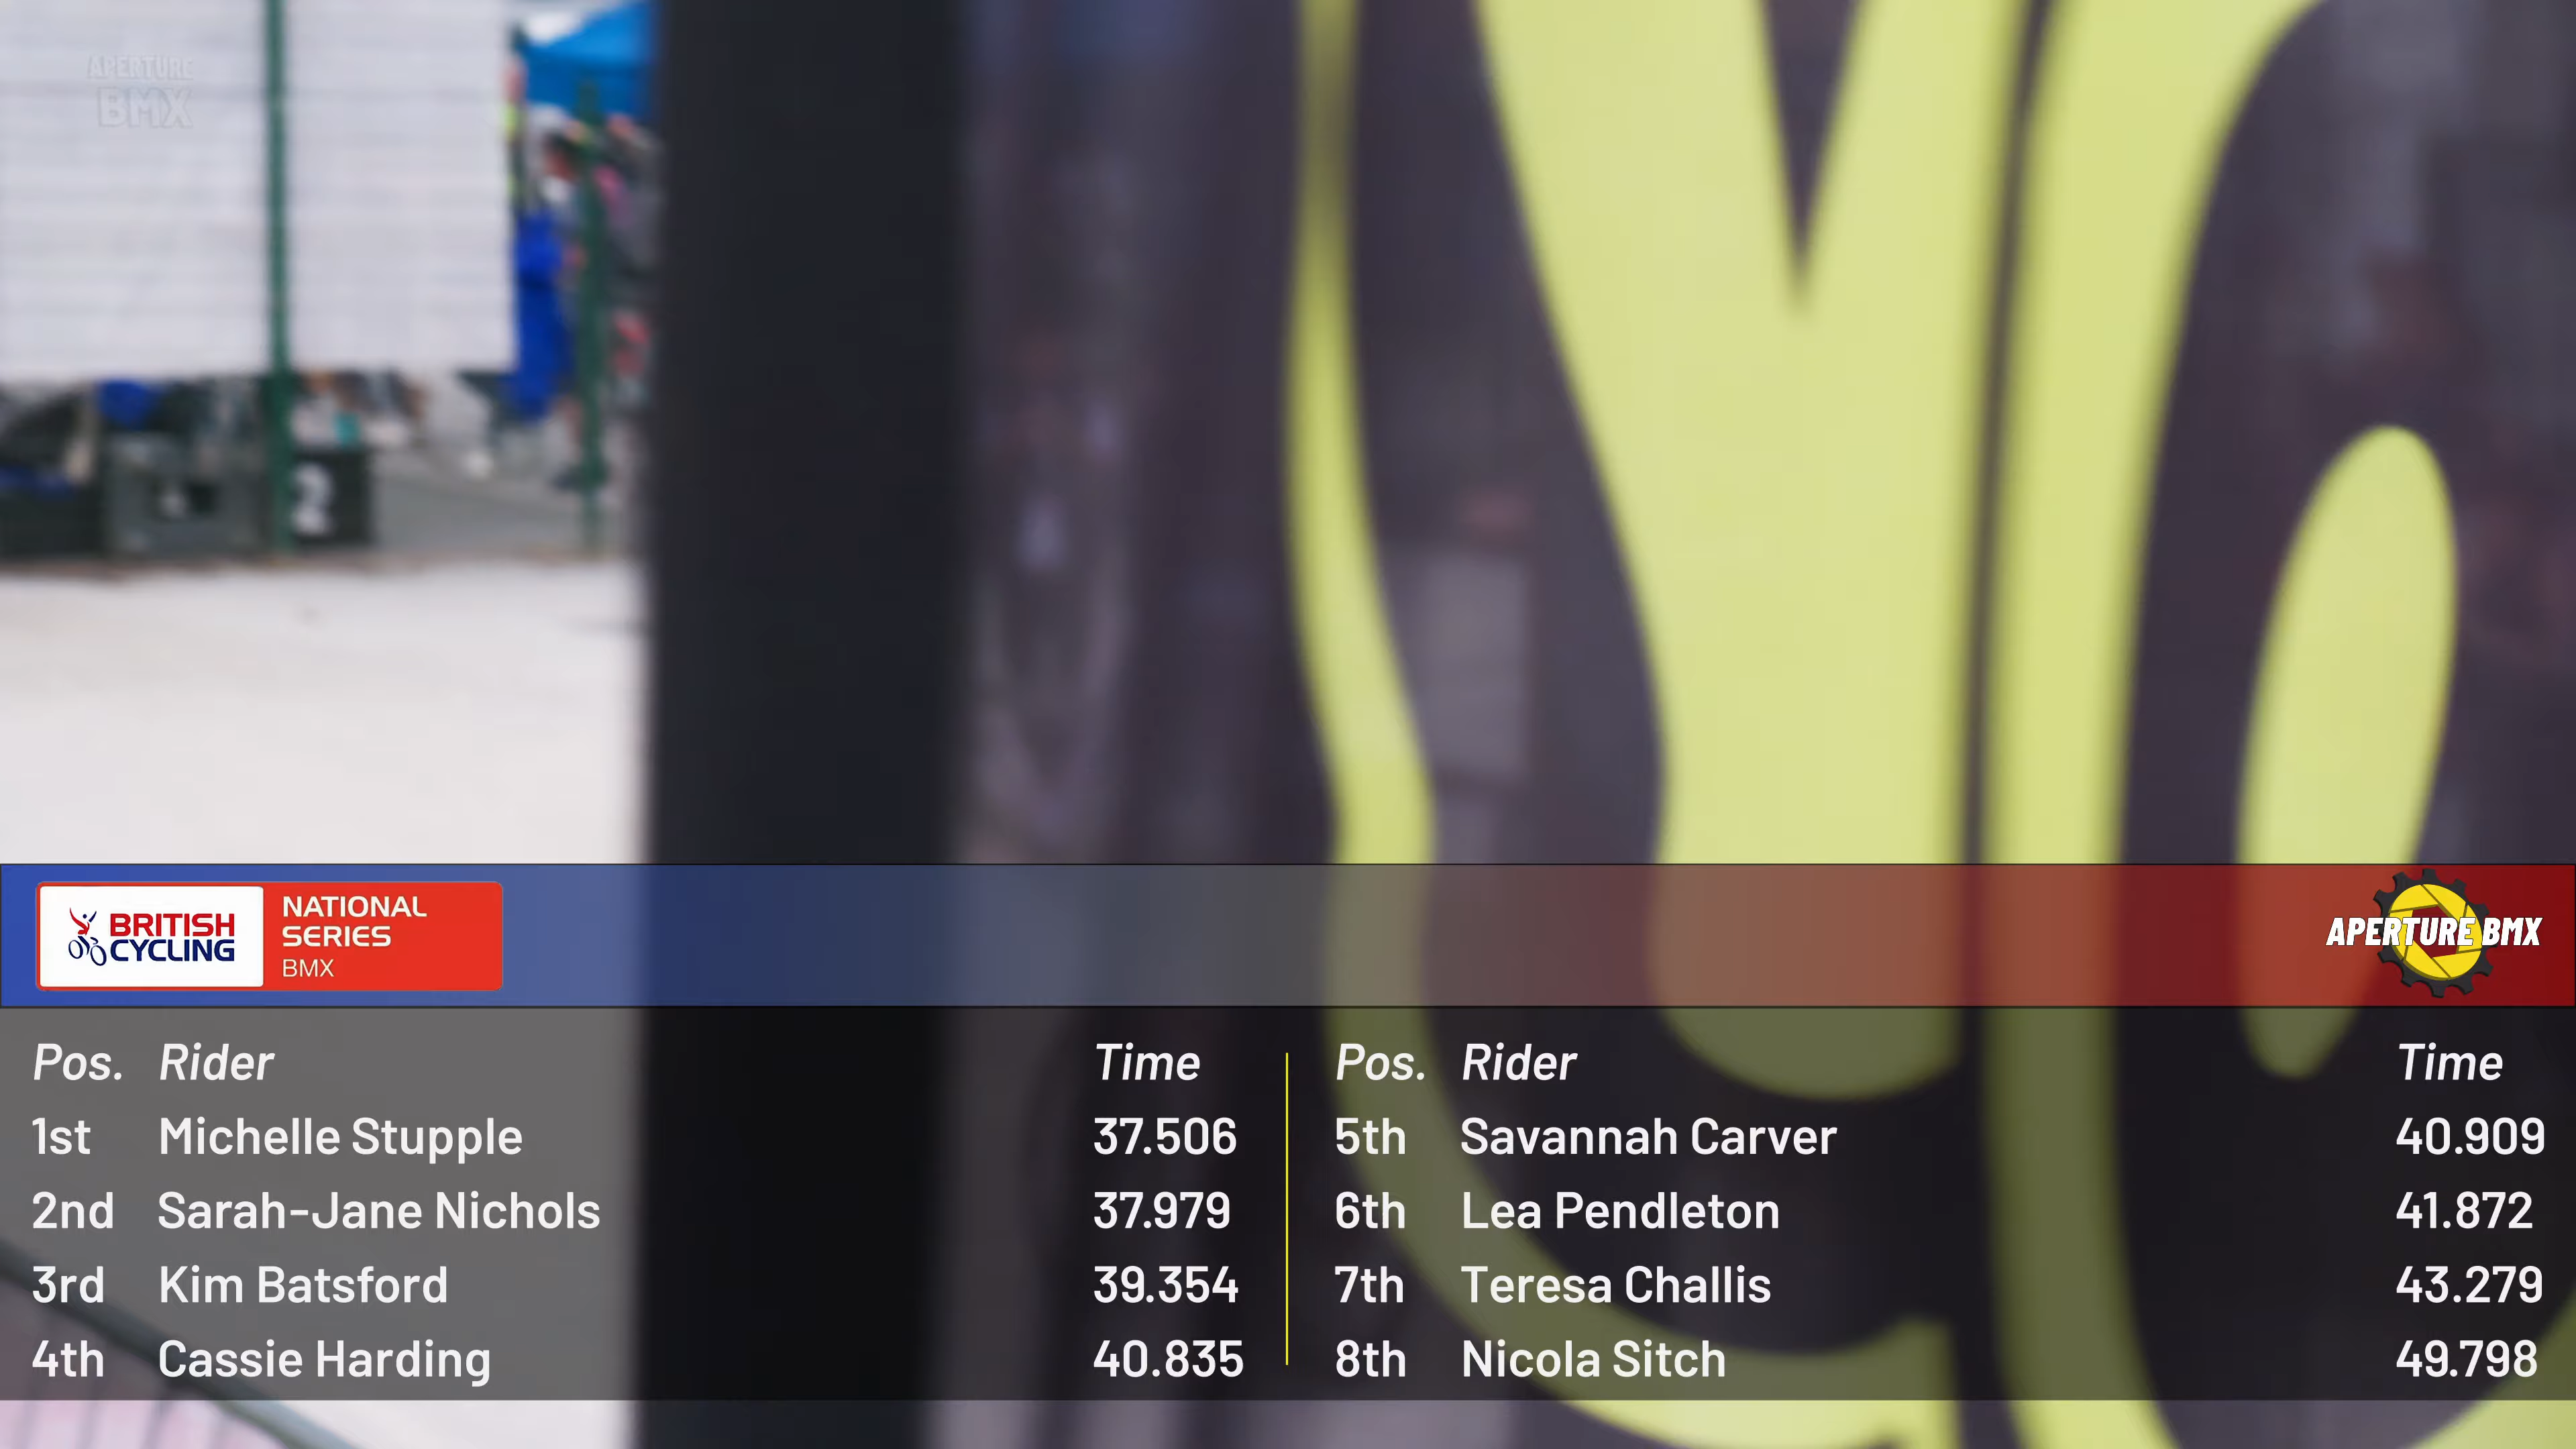 APERTURE
BMX
2
BRITISH
CYCLING
NATIONAL
SERIES
BMX
APERTURE BMX
Pos. Rider Time
1st Michelle Stupple 37.506
2nd Sarah-Jane Nichols 37.979
3rd Kim Batsford 39.354
4th Cassie Harding 40.835
Pos. Rider Time
5th Savannah Carver 40.909
6th Lea Pendleton 41.872
7th Teresa Challis 43.279
8th Nicola Sitch 49.798